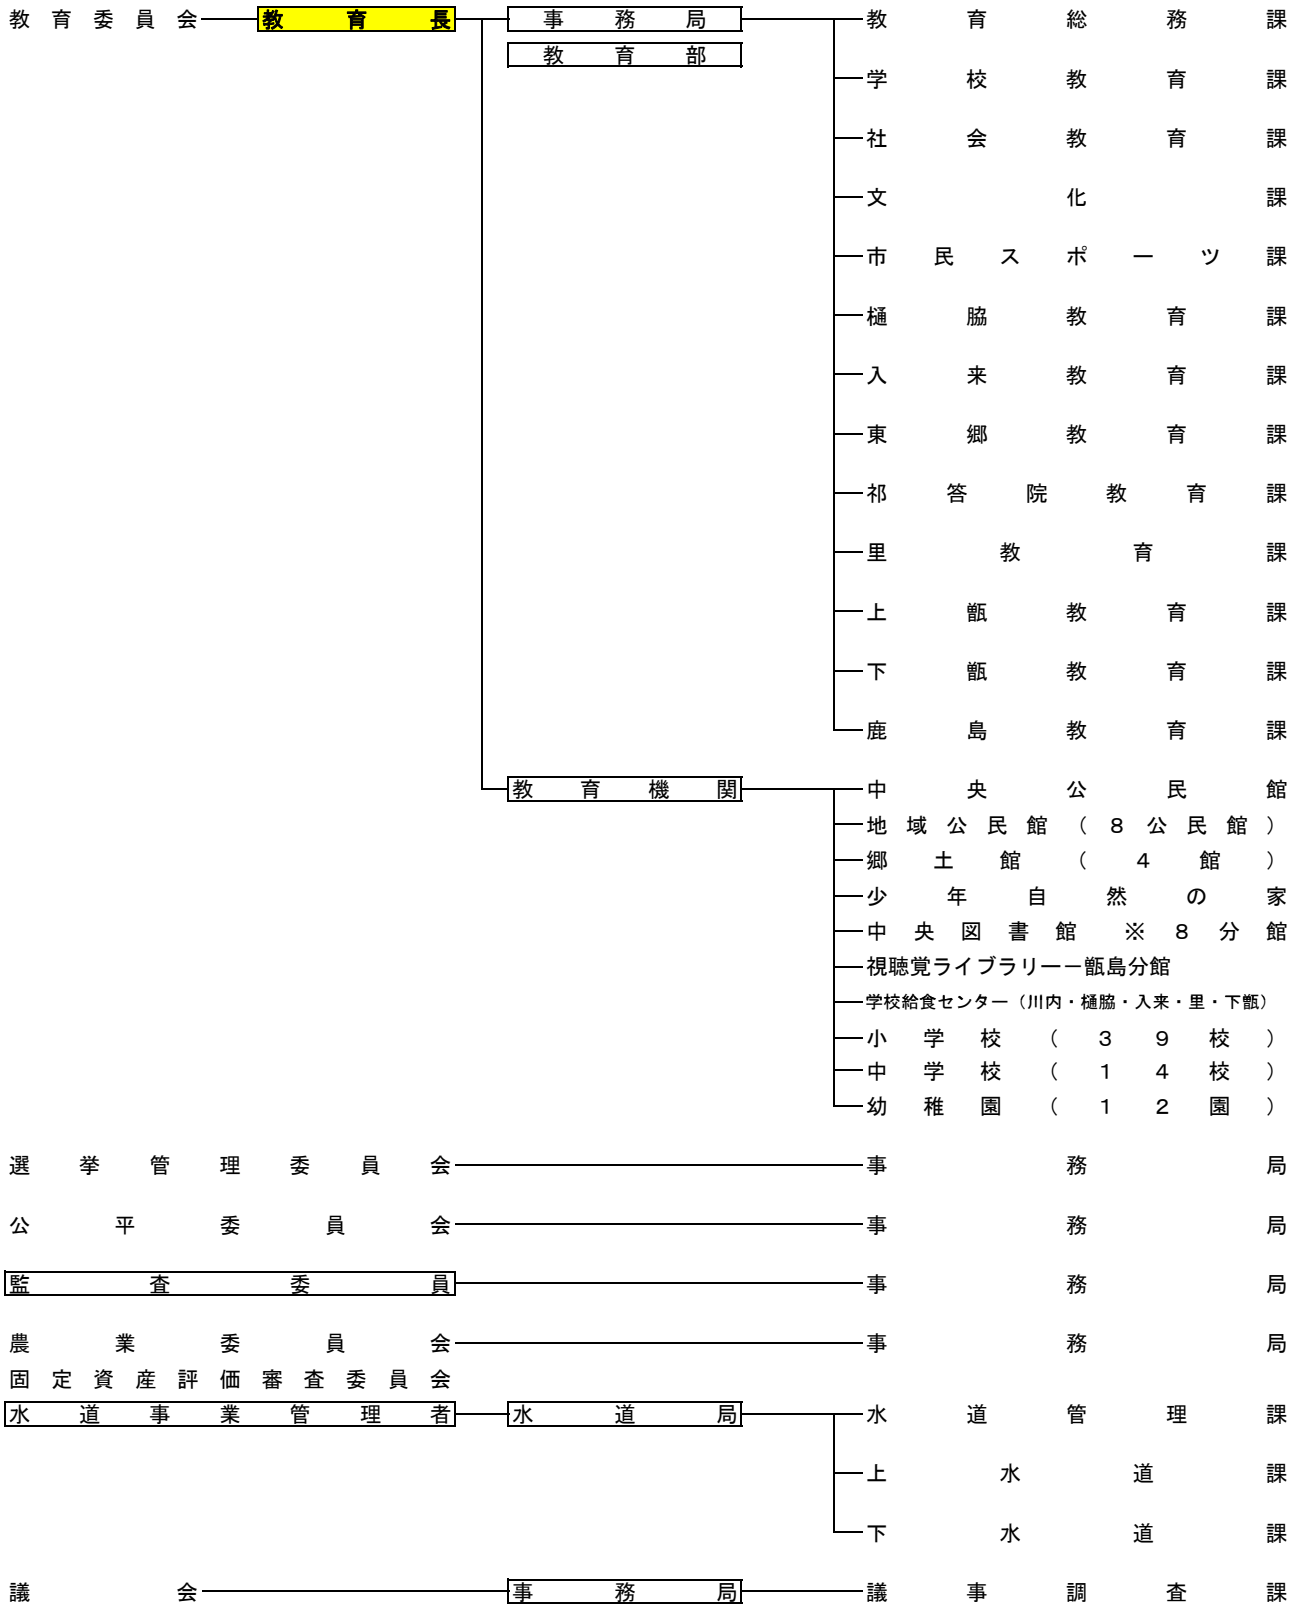 教育委員会 教育長 事務局 教育総務課
教育部
学校教育課
社会教育課
文化課
市民スポーツ課
樋脇教育課
入来教育課
東郷教育課
祁答院教育課
里教育課
上甑教育課
下甑教育課
鹿島教育課
教育機関 中央公民館
地域公民館(8公民館)
郷土館(4館)
少年自然の家
中央図書館 ※8分館
視聴覚ライブラリー－甑島分館
学校給食センター(川内・樋脇・入来・里・下甑)
小学校(39校)
中学校(14校)
幼稚園(12園)
選挙管理委員会 事務局
公平委員会 事務局
監査委員 事務局
農業委員会 事務局
固定資産評価審査委員会
水道事業管理者 水道局 水道管理課
上水道課
下水道課
議会 事務局 議事調査課